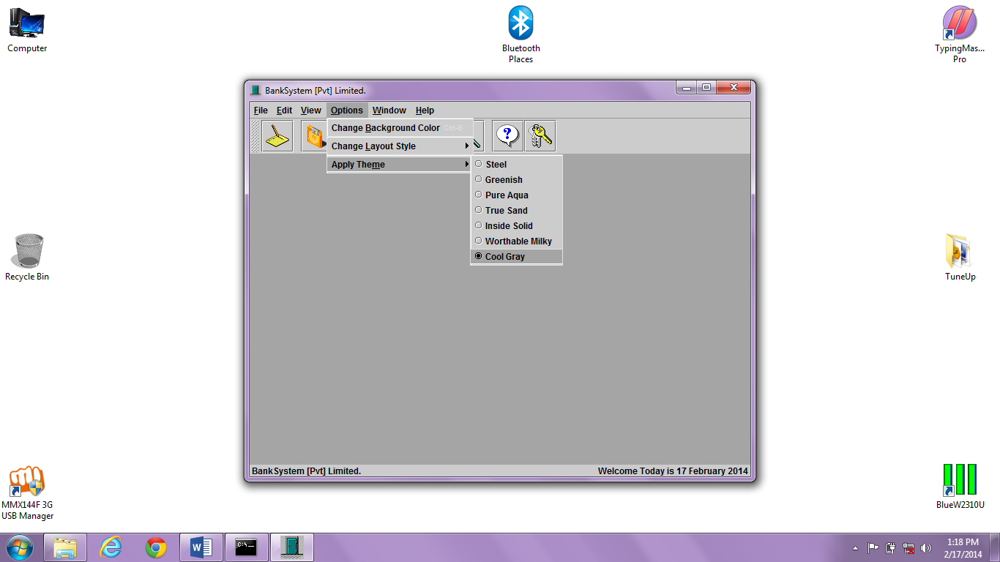 Computer
Bluetooth
Places
TypingMas...
Pro
BankSystem [Pvt] Limited.
File Edit View Options Window Help
Change Background Color Ctrl-B
Change Layout Style
Apply Theme
?
Steel
Greenish
Pure Aqua
True Sand
Inside Solid
Worthable Milky
Cool Gray
Recycle Bin
TuneUp
BankSystem [Pvt] Limited.
Welcome Today is 17 February 2014
MMX144F 3G
USB Manager
BlueW2310U
W
C:\._
1:18 PM
2/17/2014